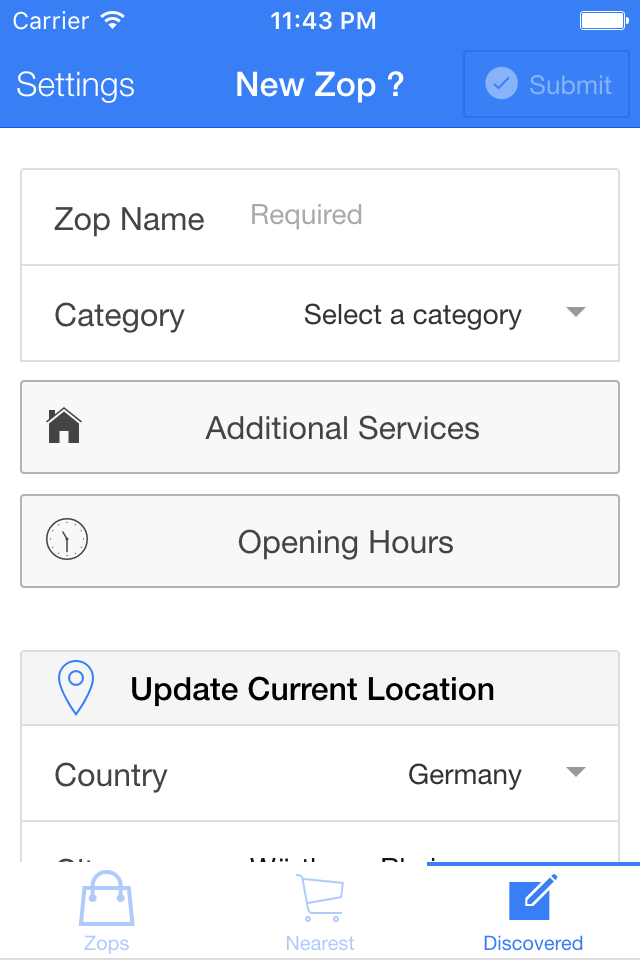 Carrier 11:43 PM
Settings New Zop ? Submit
Zop Name Required
Category Select a category
Additional Services
Opening Hours
Update Current Location
Country Germany
Zops Nearest Discovered